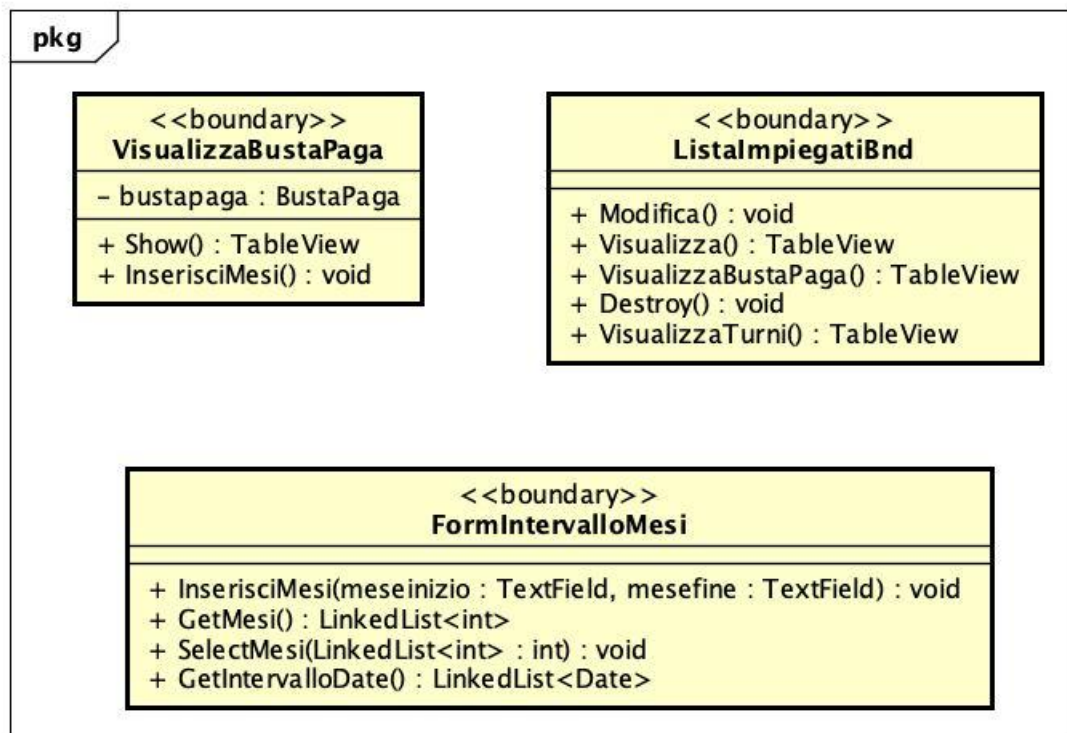 pkg
<<boundary>>
VisualizzaBustaPaga
- bustapaga : BustaPaga
+ Show() : TableView
+ InserisciMesi() : void
<<boundary>>
ListaImpiegatiBnd
+ Modifica() : void
+ Visualizza() : TableView
+ VisualizzaBustaPaga() : TableView
+ Destroy() : void
+ VisualizzaTurni() : TableView
<<boundary>>
FormIntervalloMesi
+ InserisciMesi(meseinizio : TextField, mesefine : TextField) : void
+ GetMesi() : LinkedList<int>
+ SelectMesi(LinkedList<int> : int) : void
+ GetIntervalloDate() : LinkedList<Date>